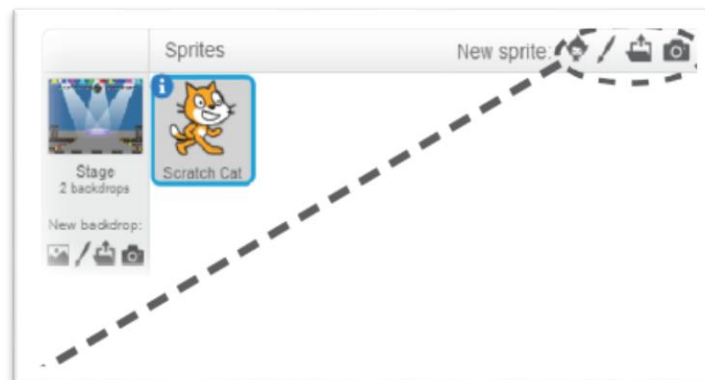 Sprites
New sprite:
i
Scratch Cat
Stage
2 backdrops
New backdrop: